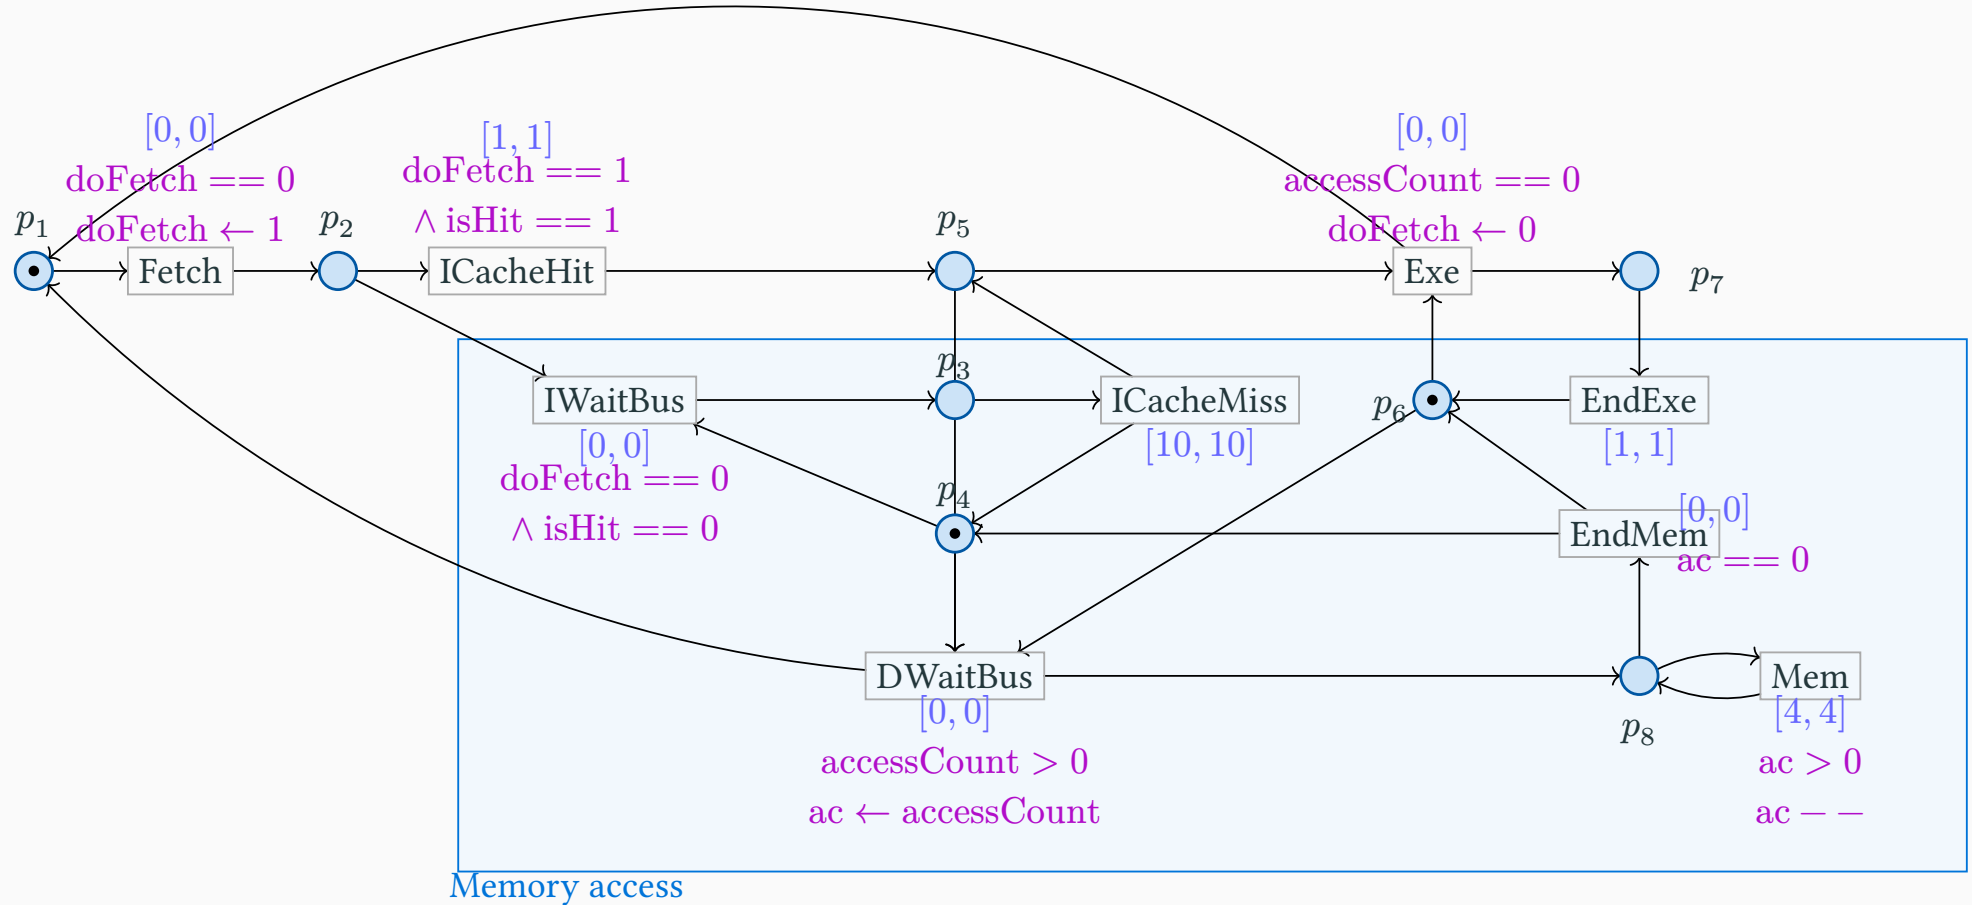 [0, 0]
doFetch == 0
doFetch ← 1
[1, 1]
doFetch == 1
∧ isHit == 1
[0, 0]
accessCount == 0
doFetch ← 0
p₁
p₂
p₅
Fetch
ICacheHit
Exe
p₇
p₃
IWaitBus
ICacheMiss
p₆
EndExe
[0, 0]
doFetch == 0
∧ isHit == 0
[10, 10]
[1, 1]
p₄
[0, 0]
EndMem
ac == 0
DWaitBus
Mem
[0, 0]
accessCount > 0
ac ← accessCount
p₈
[4, 4]
ac > 0
ac − −
Memory access